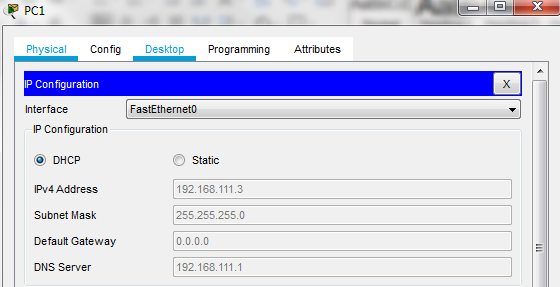 PC1
Physical Config Desktop Programming Attributes
IP Configuration X
Interface FastEthernet0
IP Configuration
DHCP Static
IPv4 Address 192.168.111.3
Subnet Mask 255.255.255.0
Default Gateway 0.0.0.0
DNS Server 192.168.111.1